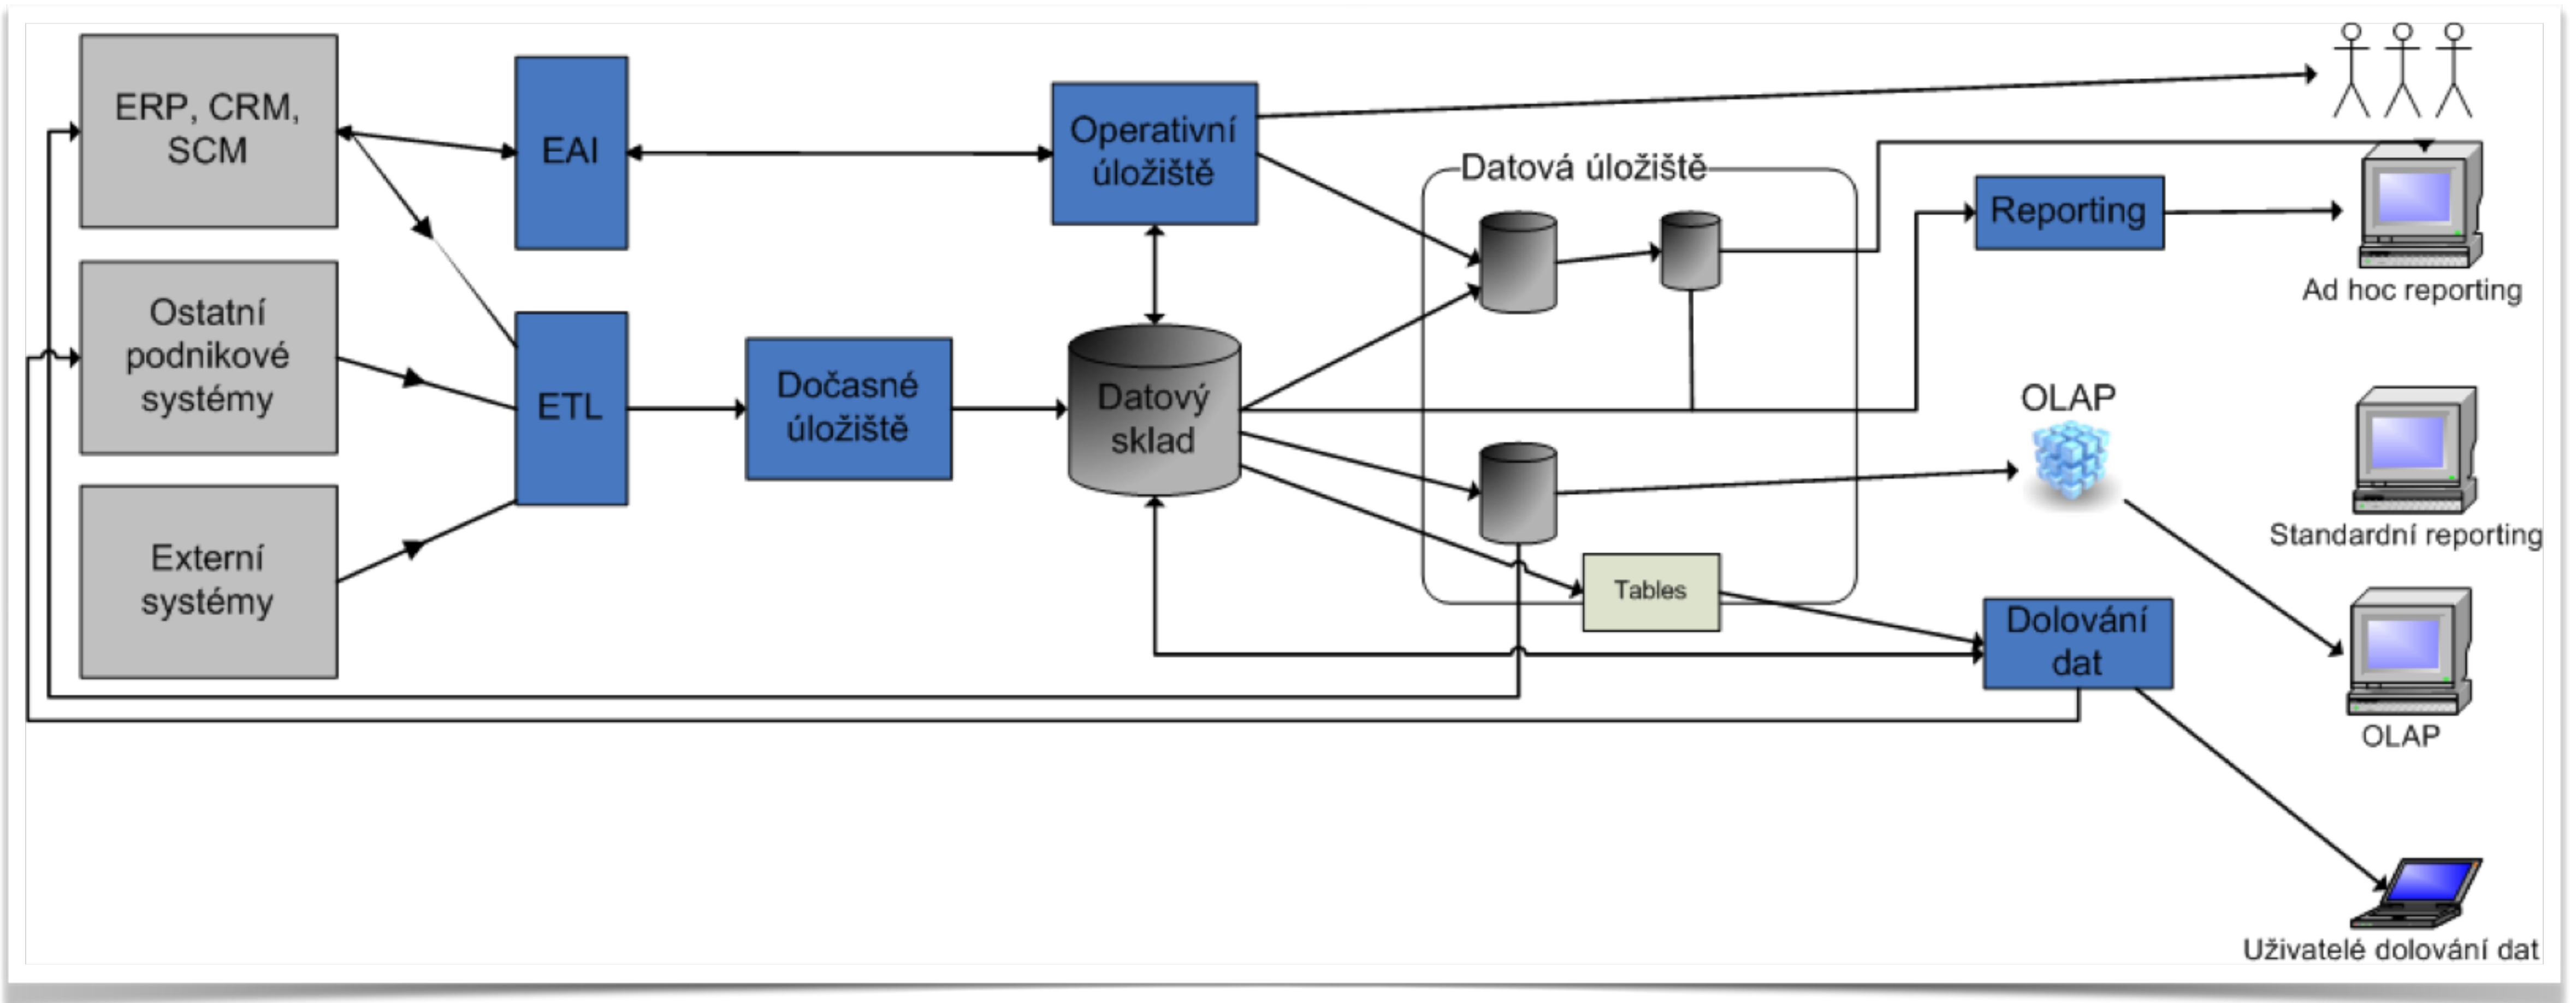 ERP, CRM,
SCM
EAI
Operativní
úložiště
Datová úložiště
Reporting
Ad hoc reporting
Ostatní
podnikové
systémy
ETL
Dočasné
úložiště
Datový
sklad
OLAP
Standardní reporting
Externí
systémy
Tables
Dolování
dat
OLAP
Uživatelé dolování dat